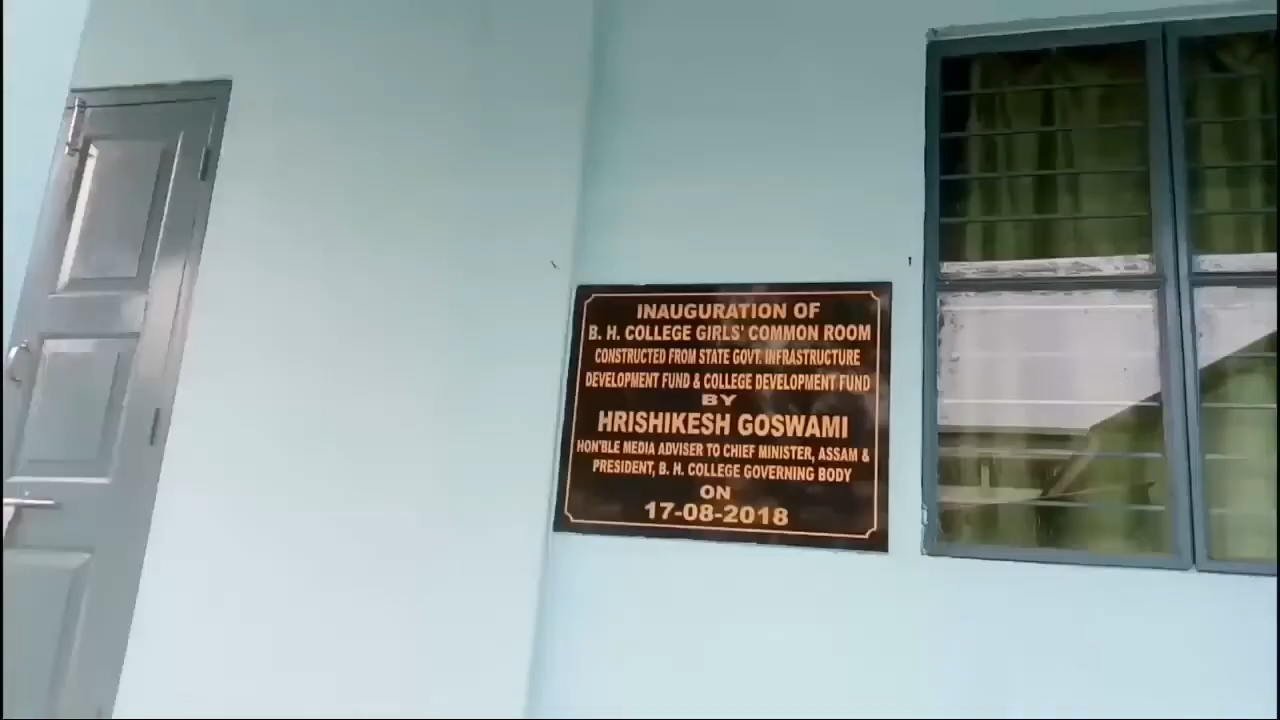 INAUGURATION OF
B. H. COLLEGE GIRLS' COMMON ROOM
CONSTRUCTED FROM STATE GOVT. INFRASTRUCTURE
DEVELOPMENT FUND & COLLEGE DEVELOPMENT FUND
BY
HRISHIKESH GOSWAMI
HON'BLE MEDIA ADVISER TO CHIEF MINISTER, ASSAM &
PRESIDENT, B. H. COLLEGE GOVERNING BODY
ON
17-08-2018